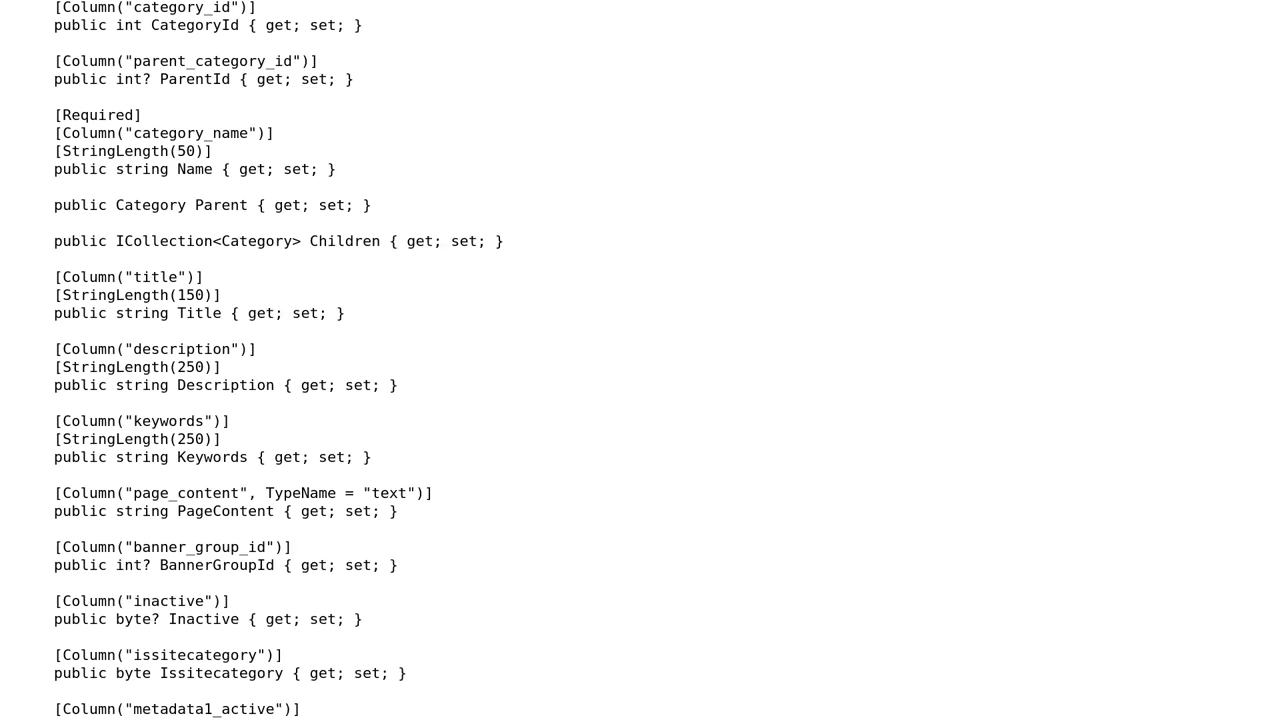 [Column("category_id")]
public int CategoryId { get; set; }

[Column("parent_category_id")]
public int? ParentId { get; set; }

[Required]
[Column("category_name")]
[StringLength(50)]
public string Name { get; set; }

public Category Parent { get; set; }

public ICollection<Category> Children { get; set; }

[Column("title")]
[StringLength(150)]
public string Title { get; set; }

[Column("description")]
[StringLength(250)]
public string Description { get; set; }

[Column("keywords")]
[StringLength(250)]
public string Keywords { get; set; }

[Column("page_content", TypeName = "text")]
public string PageContent { get; set; }

[Column("banner_group_id")]
public int? BannerGroupId { get; set; }

[Column("inactive")]
public byte? Inactive { get; set; }

[Column("issitecategory")]
public byte Issitecategory { get; set; }

[Column("metadata1_active")]